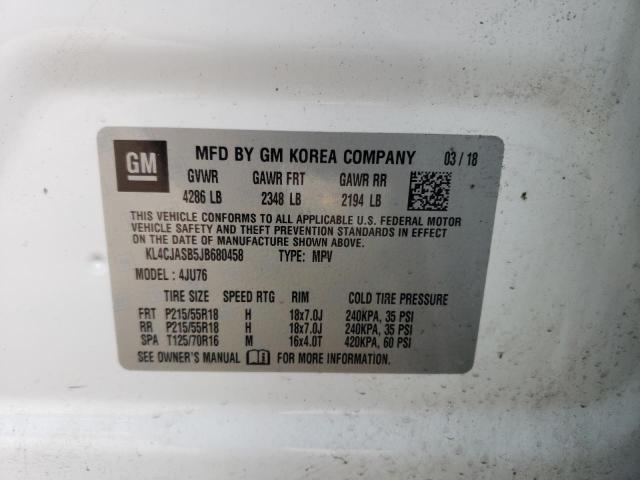 GM
MFD BY GM KOREA COMPANY 03/18
GVWR GAWR FRT GAWR RR
4286 LB 2348 LB 2194 LB
THIS VEHICLE CONFORMS TO ALL APPLICABLE U.S. FEDERAL MOTOR
VEHICLE SAFETY AND THEFT PREVENTION STANDARDS IN EFFECT
ON THE DATE OF MANUFACTURE SHOWN ABOVE.
KL4CJASB5JB680458 TYPE: MPV
MODEL: 4JU76
TIRE SIZE SPEED RTG RIM COLD TIRE PRESSURE
FRT P215/55R18 H 18x7.0J 240KPA, 35 PSI
RR P215/55R18 H 18x7.0J 240KPA, 35 PSI
SPA T125/70R16 M 16x4.0T 420KPA, 60 PSI
SEE OWNER'S MANUAL FOR MORE INFORMATION.